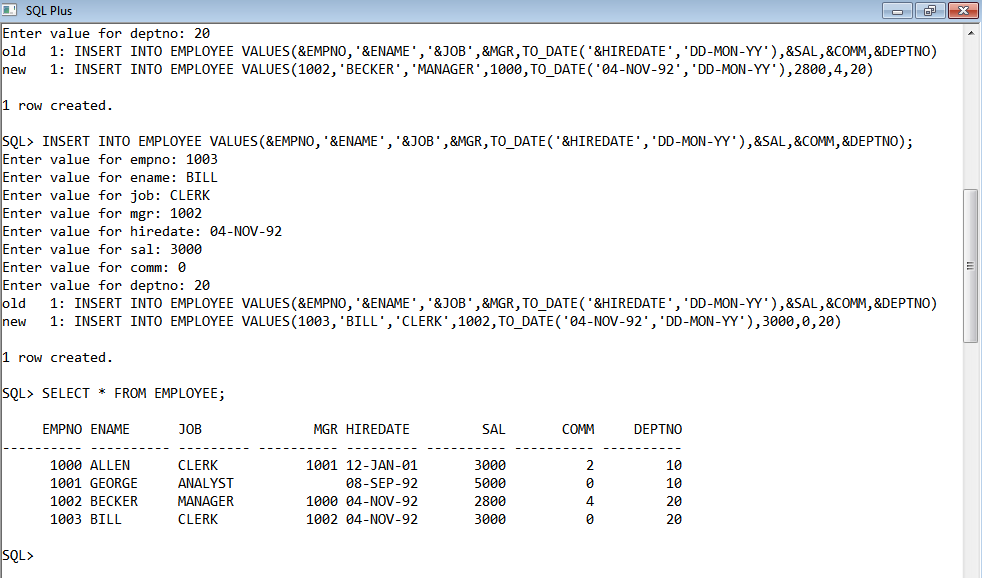 SQL Plus
Enter value for deptno: 20
old   1: INSERT INTO EMPLOYEE VALUES(&EMPNO,'&ENAME','&JOB',&MGR,TO_DATE('&HIREDATE','DD-MON-YY'),&SAL,&COMM,&DEPTNO)
new   1: INSERT INTO EMPLOYEE VALUES(1002,'BECKER','MANAGER',1000,TO_DATE('04-NOV-92','DD-MON-YY'),2800,4,20)
1 row created.
SQL> INSERT INTO EMPLOYEE VALUES(&EMPNO,'&ENAME','&JOB',&MGR,TO_DATE('&HIREDATE','DD-MON-YY'),&SAL,&COMM,&DEPTNO);
Enter value for empno: 1003
Enter value for ename: BILL
Enter value for job: CLERK
Enter value for mgr: 1002
Enter value for hiredate: 04-NOV-92
Enter value for sal: 3000
Enter value for comm: 0
Enter value for deptno: 20
old   1: INSERT INTO EMPLOYEE VALUES(&EMPNO,'&ENAME','&JOB',&MGR,TO_DATE('&HIREDATE','DD-MON-YY'),&SAL,&COMM,&DEPTNO)
new   1: INSERT INTO EMPLOYEE VALUES(1003,'BILL','CLERK',1002,TO_DATE('04-NOV-92','DD-MON-YY'),3000,0,20)
1 row created.
SQL> SELECT * FROM EMPLOYEE;
     EMPNO ENAME      JOB              MGR HIREDATE         SAL       COMM     DEPTNO
---------- ---------- --------- ---------- --------- ---------- ---------- ----------
      1000 ALLEN      CLERK           1001 12-JAN-01       3000          2         10
      1001 GEORGE     ANALYST              08-SEP-92       5000          0         10
      1002 BECKER     MANAGER         1000 04-NOV-92       2800          4         20
      1003 BILL       CLERK           1002 04-NOV-92       3000          0         20
SQL>